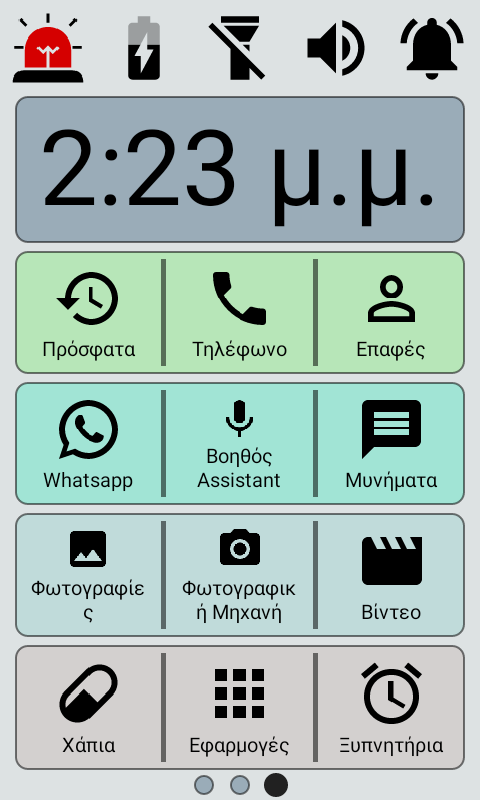 2:23 μ.μ.
Πρόσφατα
Τηλέφωνο
Επαφές
Whatsapp
Βοηθός
Assistant
Μυνήματα
Φωτογραφίε
ς
Φωτογραφικ
ή Μηχανή
Βίντεο
Χάπια
Εφαρμογές
Ξυπνητήρια